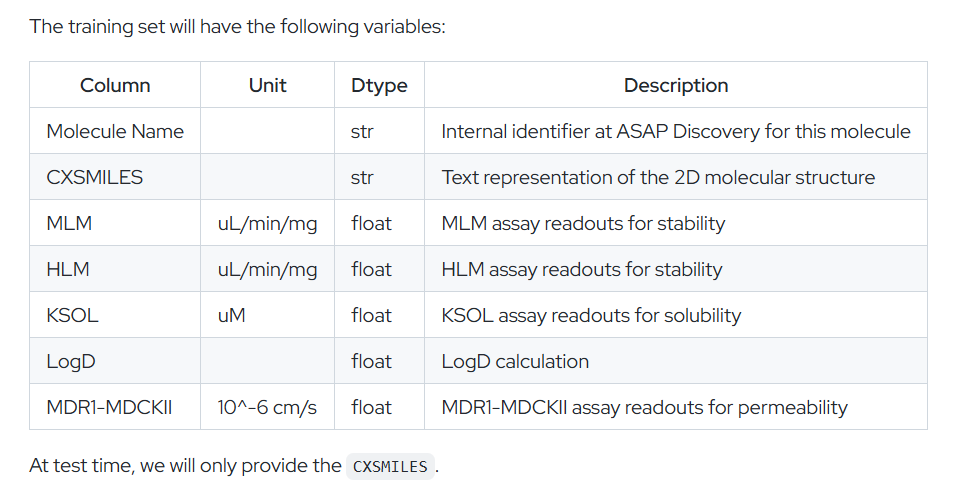 The training set will have the following variables:
Column Unit Dtype Description
Molecule Name str Internal identifier at ASAP Discovery for this molecule
CXSMILES str Text representation of the 2D molecular structure
MLM uL/min/mg float MLM assay readouts for stability
HLM uL/min/mg float HLM assay readouts for stability
KSOL uM float KSOL assay readouts for solubility
LogD float LogD calculation
MDR1-MDCKII 10^-6 cm/s float MDR1-MDCKII assay readouts for permeability
At test time, we will only provide the CXSMILES.